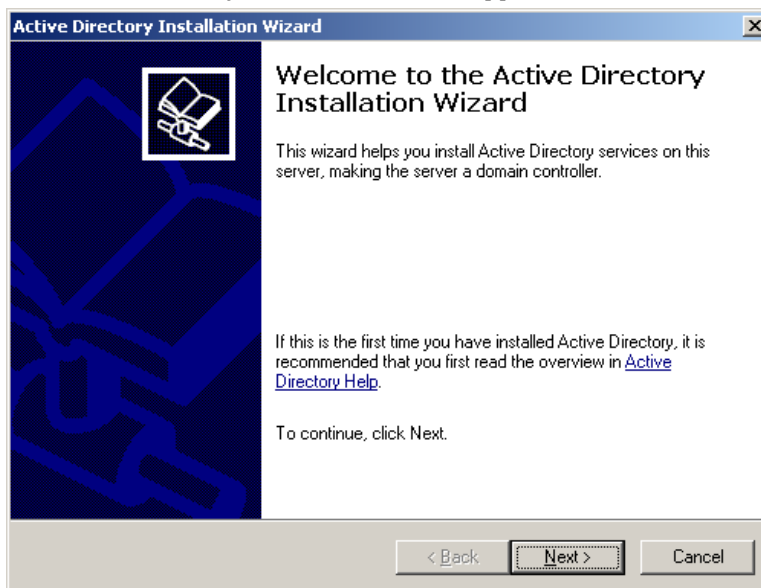 Active Directory Installation Wizard
Welcome to the Active Directory
Installation Wizard
This wizard helps you install Active Directory services on this
server, making the server a domain controller.
If this is the first time you have installed Active Directory, it is
recommended that you first read the overview in Active
Directory Help.
To continue, click Next.
< Back
Next >
Cancel